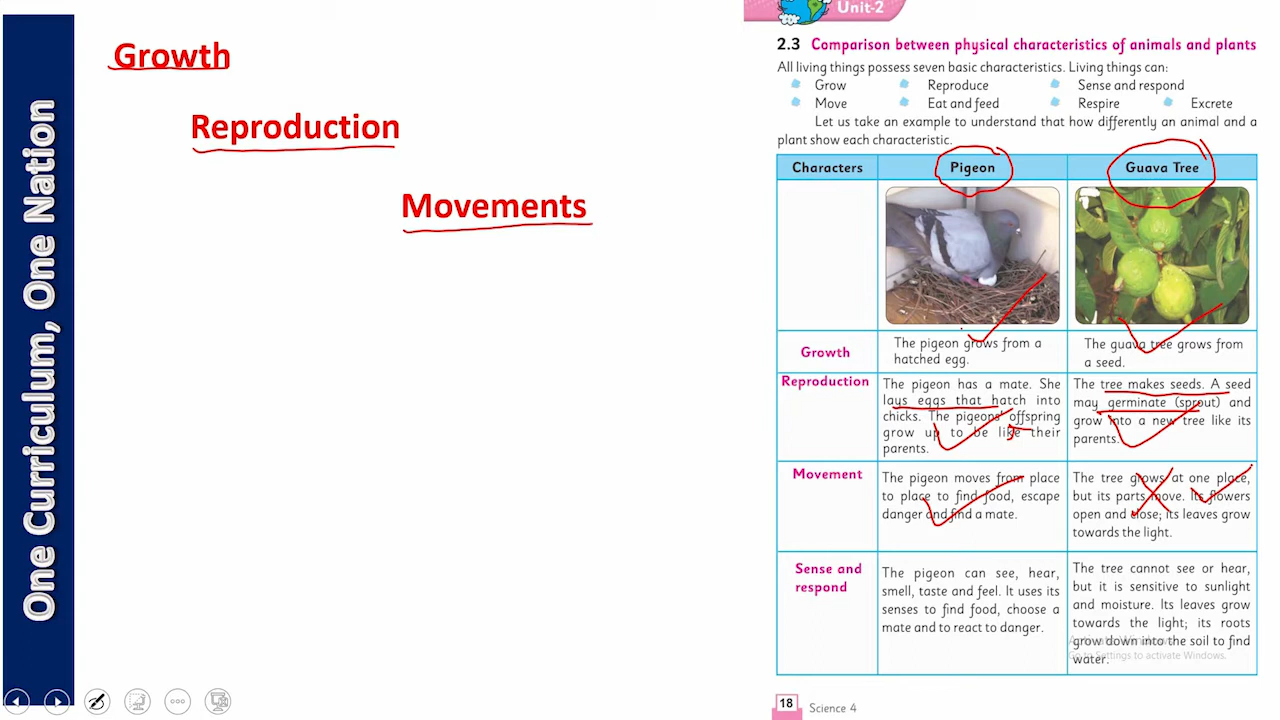 One Curriculum, One Nation
Growth
Reproduction
Movements
Unit-2
2.3 Comparison between physical characteristics of animals and plants
All living things possess seven basic characteristics. Living things can:
Grow Reproduce Sense and respond
Move Eat and feed Respire Excrete
Let us take an example to understand that how differently an animal and a
plant show each characteristic.
Characters Pigeon Guava Tree
Growth
The pigeon grows from a
hatched egg.
The guava tree grows from
a seed.
Reproduction
The pigeon has a mate. She
lays eggs that hatch into
chicks. The pigeons' offspring
grow up to be like their
parents.
The tree makes seeds. A seed
may germinate (sprout) and
grow into a new tree like its
parents.
Movement
The pigeon moves from place
to place to find food, escape
danger and find a mate.
The tree grows at one place,
but its parts move. Its flowers
open and close; its leaves grow
towards the light.
Sense and
respond
The pigeon can see, hear,
smell, taste and feel. It uses its
senses to find food, choose a
mate and to react to danger.
The tree cannot see or hear,
but it is sensitive to sunlight
and moisture. Its leaves grow
towards the light; its roots
grow down into the soil to find
water.
Activate Windows
Go to Settings to activate Windows.
18 Science 4